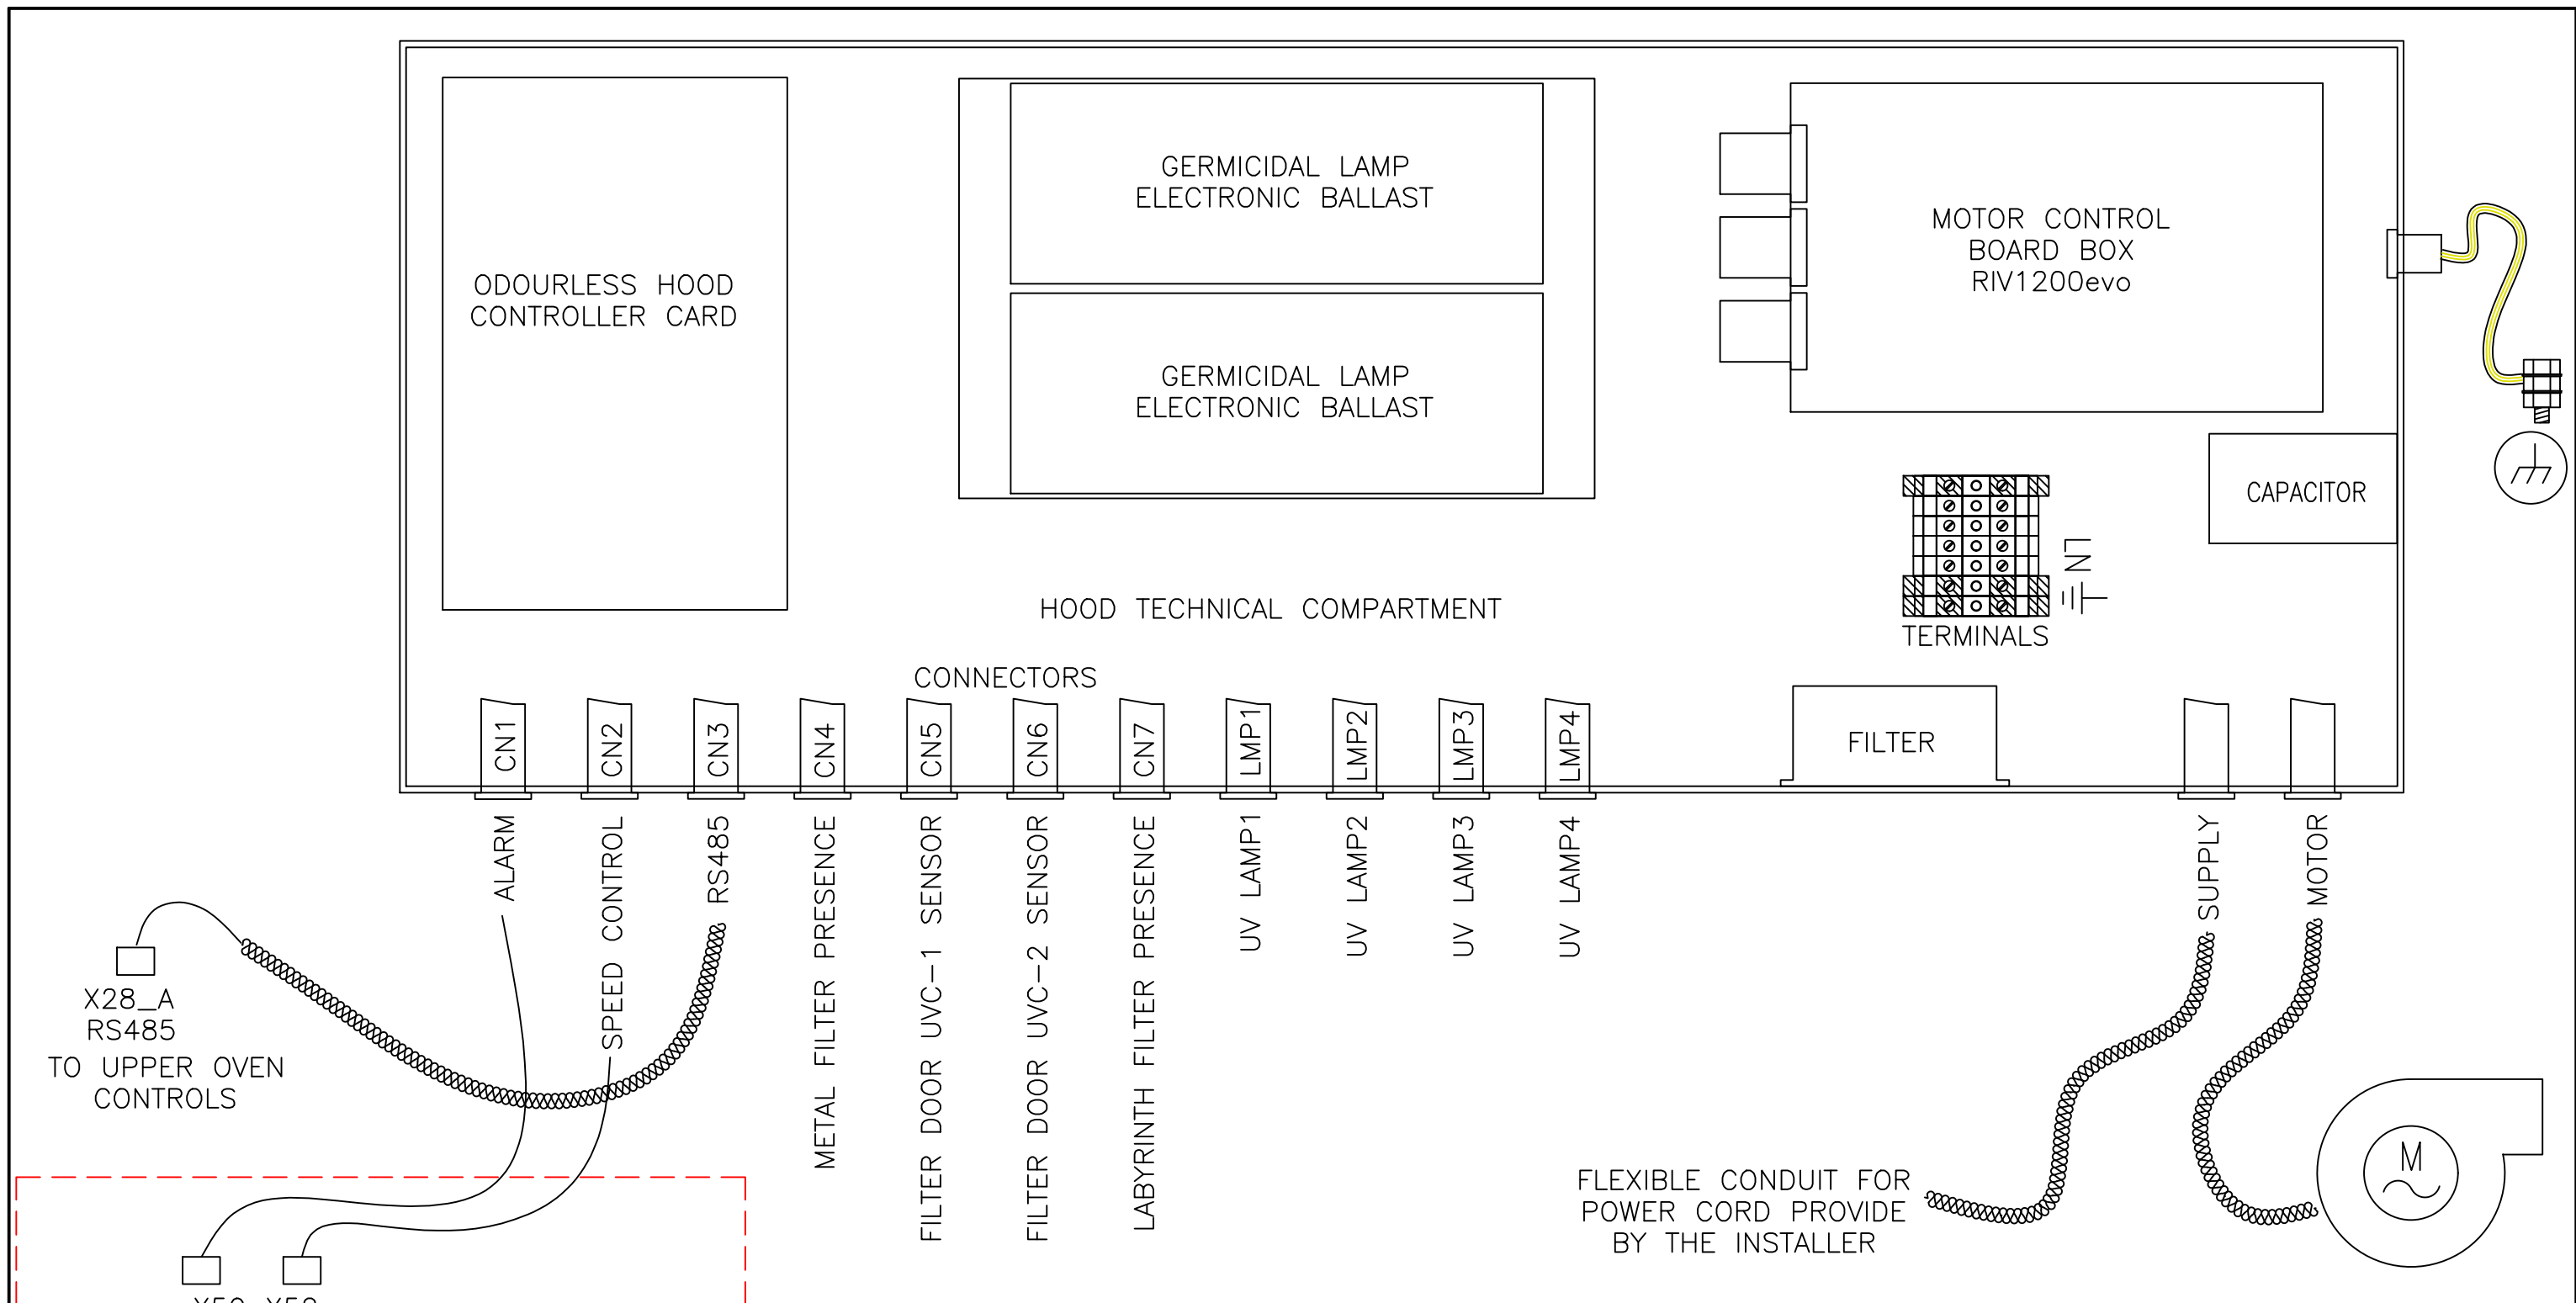 ODOURLESS HOOD
CONTROLLER CARD
GERMICIDAL LAMP
ELECTRONIC BALLAST
GERMICIDAL LAMP
ELECTRONIC BALLAST
MOTOR CONTROL
BOARD BOX
RIV1200evo
CAPACITOR
LN
TERMINALS
HOOD TECHNICAL COMPARTMENT
CONNECTORS
CN1
CN2
CN3
CN4
CN5
CN6
CN7
LMP1
LMP2
LMP3
LMP4
FILTER
ALARM
SPEED CONTROL
RS485
METAL FILTER PRESENCE
FILTER DOOR UVC-1 SENSOR
FILTER DOOR UVC-2 SENSOR
LABYRINTH FILTER PRESENCE
UV LAMP1
UV LAMP2
UV LAMP3
UV LAMP4
SUPPLY
MOTOR
X28_A
RS485
TO UPPER OVEN
CONTROLS
FLEXIBLE CONDUIT FOR
POWER CORD PROVIDE
BY THE INSTALLER
M